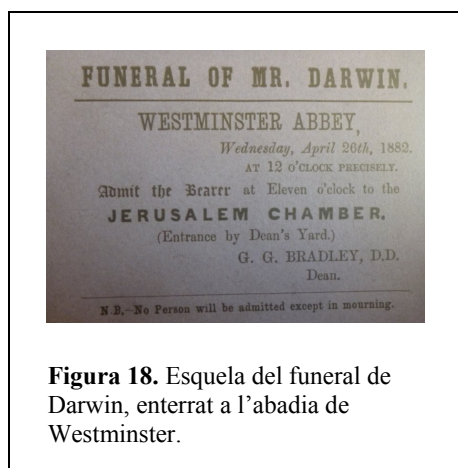 FUNERAL OF MR. DARWIN.
WESTMINSTER ABBEY,
Wednesday, April 26th, 1882.
AT 12 O'CLOCK PRECISELY.
Admit the Bearer at Eleven o'clock to the
JERUSALEM CHAMBER.
(Entrance by Dean's Yard.)
G. G. BRADLEY, D.D.
Dean.
N.B.—No Person will be admitted except in mourning.
Figura 18. Esquela del funeral de
Darwin, enterrat a l'abadia de
Westminster.